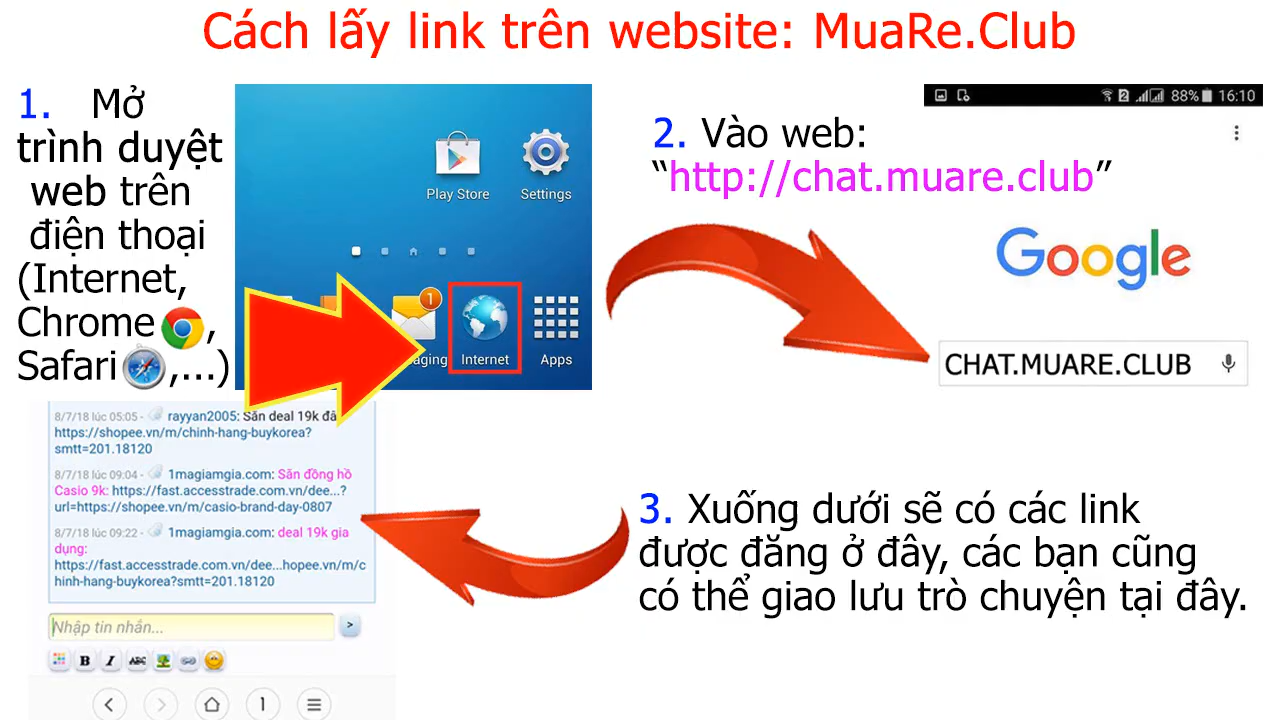 Cách lấy link trên website: MuaRe.Club
1. Mở
trình duyệt
web trên
điện thoại
(Internet,
Chrome,
Safari,...)
Play Store
Settings
1
aging
Internet
Apps
2. Vào web:
“http://chat.muare.club”
88% 16:10
Google
CHAT.MUARE.CLUB
8/7/18 lúc 05:05 - rayyan2005: Săn deal 19k đâ
https://shopee.vn/m/chinh-hang-buykorea?
smtt=201.18120
8/7/18 lúc 09:04 - 1magiamgia.com: Săn đồng hồ
Casio 9k: https://fast.accesstrade.com.vn/dee...?
url=https://shopee.vn/m/casio-brand-day-0807
8/7/18 lúc 09:22 - 1magiamgia.com: deal 19k gia
dụng:
https://fast.accesstrade.com.vn/dee...hopee.vn/m/c
hinh-hang-buykorea?smtt=201.18120
Nhập tin nhắn...
>
B I ABC
1
3. Xuống dưới sẽ có các link
được đăng ở đây, các bạn cũng
có thể giao lưu trò chuyện tại đây.